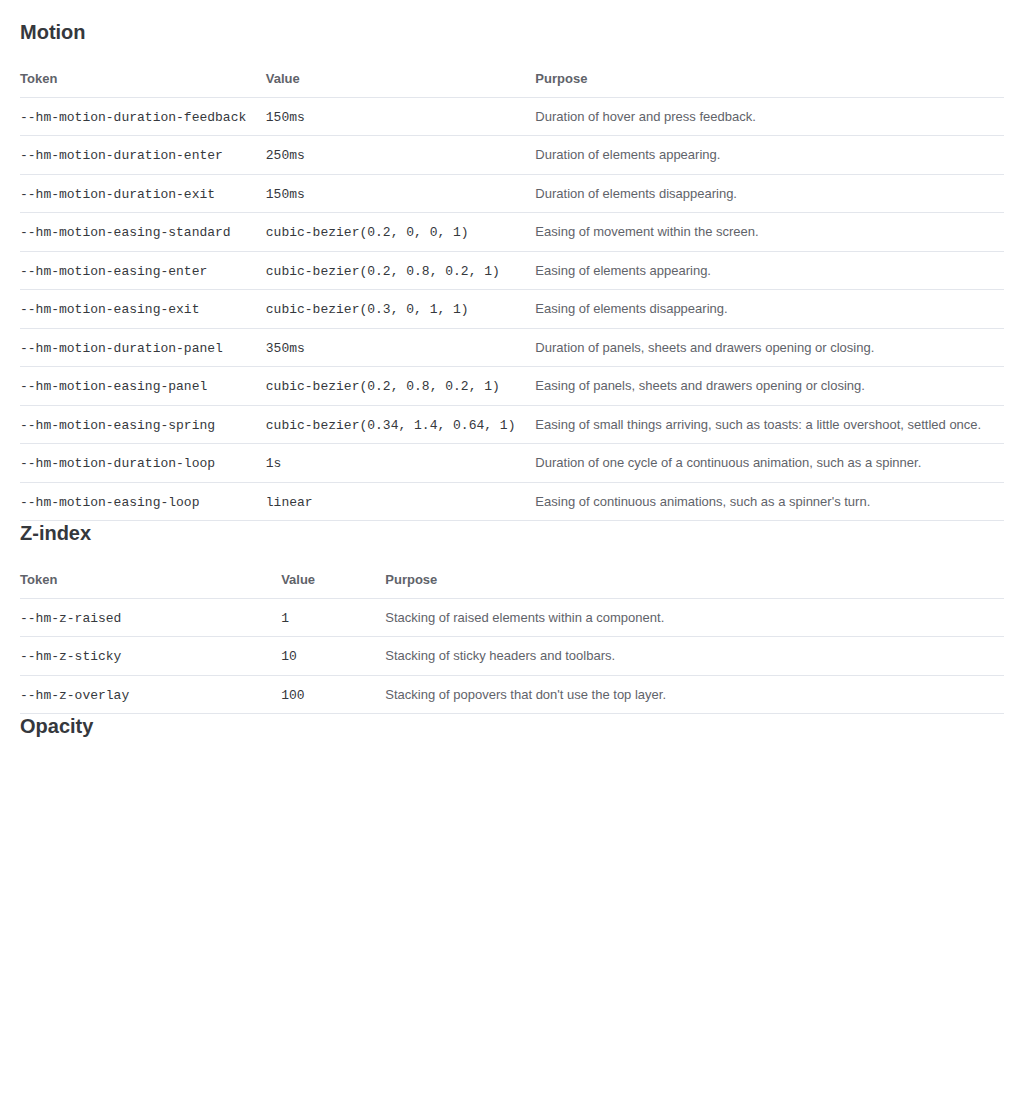 Motion
Token Value Purpose
--hm-motion-duration-feedback 150ms Duration of hover and press feedback.
--hm-motion-duration-enter 250ms Duration of elements appearing.
--hm-motion-duration-exit 150ms Duration of elements disappearing.
--hm-motion-easing-standard cubic-bezier(0.2, 0, 0, 1) Easing of movement within the screen.
--hm-motion-easing-enter cubic-bezier(0.2, 0.8, 0.2, 1) Easing of elements appearing.
--hm-motion-easing-exit cubic-bezier(0.3, 0, 1, 1) Easing of elements disappearing.
--hm-motion-duration-panel 350ms Duration of panels, sheets and drawers opening or closing.
--hm-motion-easing-panel cubic-bezier(0.2, 0.8, 0.2, 1) Easing of panels, sheets and drawers opening or closing.
--hm-motion-easing-spring cubic-bezier(0.34, 1.4, 0.64, 1) Easing of small things arriving, such as toasts: a little overshoot, settled once.
--hm-motion-duration-loop 1s Duration of one cycle of a continuous animation, such as a spinner.
--hm-motion-easing-loop linear Easing of continuous animations, such as a spinner's turn.
Z-index
Token Value Purpose
--hm-z-raised 1 Stacking of raised elements within a component.
--hm-z-sticky 10 Stacking of sticky headers and toolbars.
--hm-z-overlay 100 Stacking of popovers that don't use the top layer.
Opacity